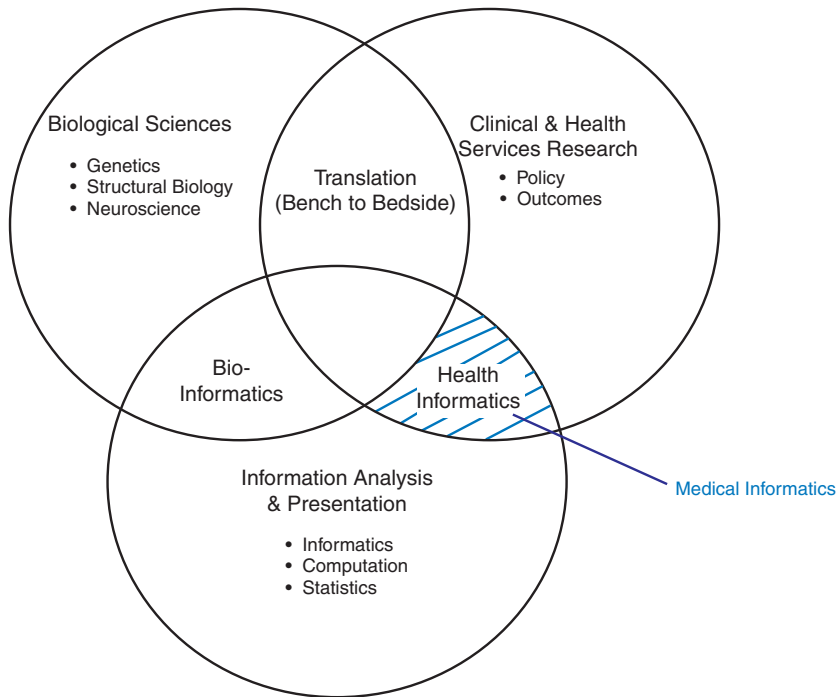 Biological Sciences
• Genetics
• Structural Biology
• Neuroscience
Translation
(Bench to Bedside)
Clinical & Health
Services Research
• Policy
• Outcomes
Bio-
Informatics
Health
Informatics
Medical Informatics
Information Analysis
& Presentation
• Informatics
• Computation
• Statistics